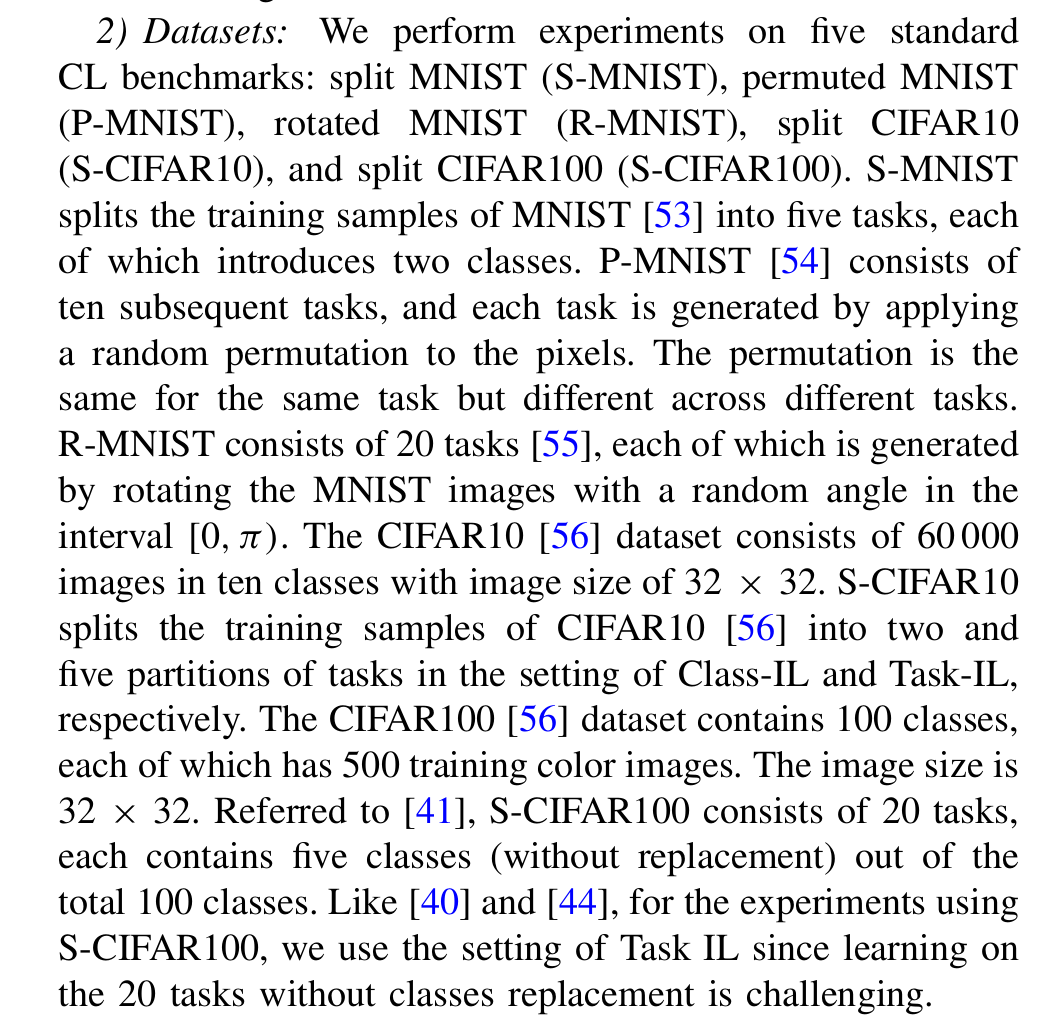 2) Datasets: We perform experiments on five standard
CL benchmarks: split MNIST (S-MNIST), permuted MNIST
(P-MNIST), rotated MNIST (R-MNIST), split CIFAR10
(S-CIFAR10), and split CIFAR100 (S-CIFAR100). S-MNIST
splits the training samples of MNIST [53] into five tasks, each
of which introduces two classes. P-MNIST [54] consists of
ten subsequent tasks, and each task is generated by applying
a random permutation to the pixels. The permutation is the
same for the same task but different across different tasks.
R-MNIST consists of 20 tasks [55], each of which is generated
by rotating the MNIST images with a random angle in the
interval [0, π). The CIFAR10 [56] dataset consists of 60 000
images in ten classes with image size of 32 × 32. S-CIFAR10
splits the training samples of CIFAR10 [56] into two and
five partitions of tasks in the setting of Class-IL and Task-IL,
respectively. The CIFAR100 [56] dataset contains 100 classes,
each of which has 500 training color images. The image size is
32 × 32. Referred to [41], S-CIFAR100 consists of 20 tasks,
each contains five classes (without replacement) out of the
total 100 classes. Like [40] and [44], for the experiments using
S-CIFAR100, we use the setting of Task IL since learning on
the 20 tasks without classes replacement is challenging.